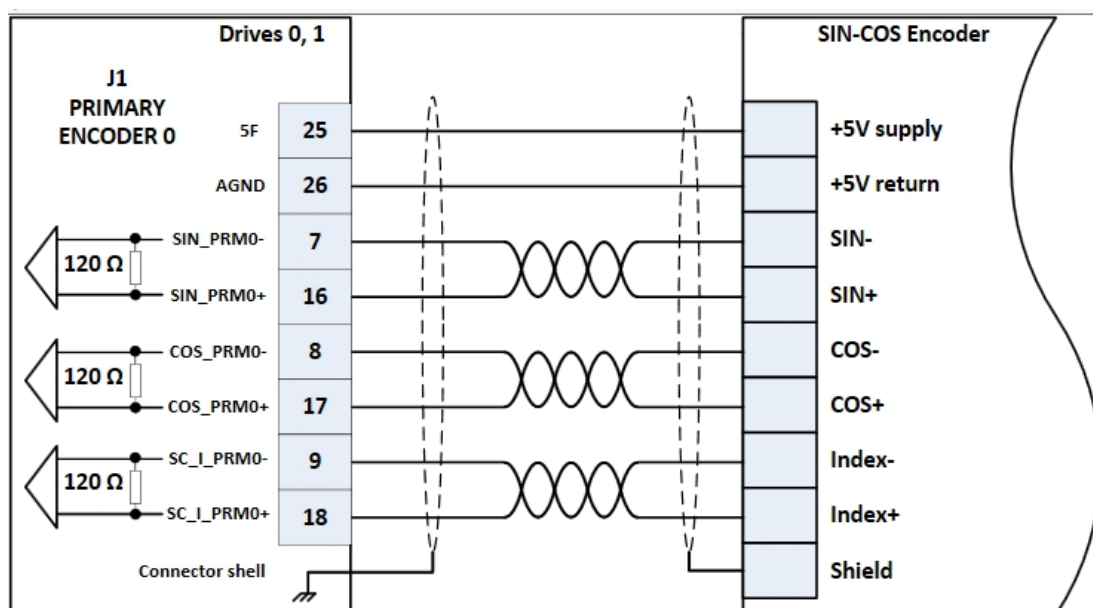 Drives 0, 1
SIN-COS Encoder
J1
PRIMARY
ENCODER 0
5F 25 +5V supply
AGND 26 +5V return
SIN_PRM0- 7 SIN-
120 Ω
SIN_PRM0+ 16 SIN+
COS_PRM0- 8 COS-
120 Ω
COS_PRM0+ 17 COS+
SC_I_PRM0- 9 Index-
120 Ω
SC_I_PRM0+ 18 Index+
Connector shell Shield